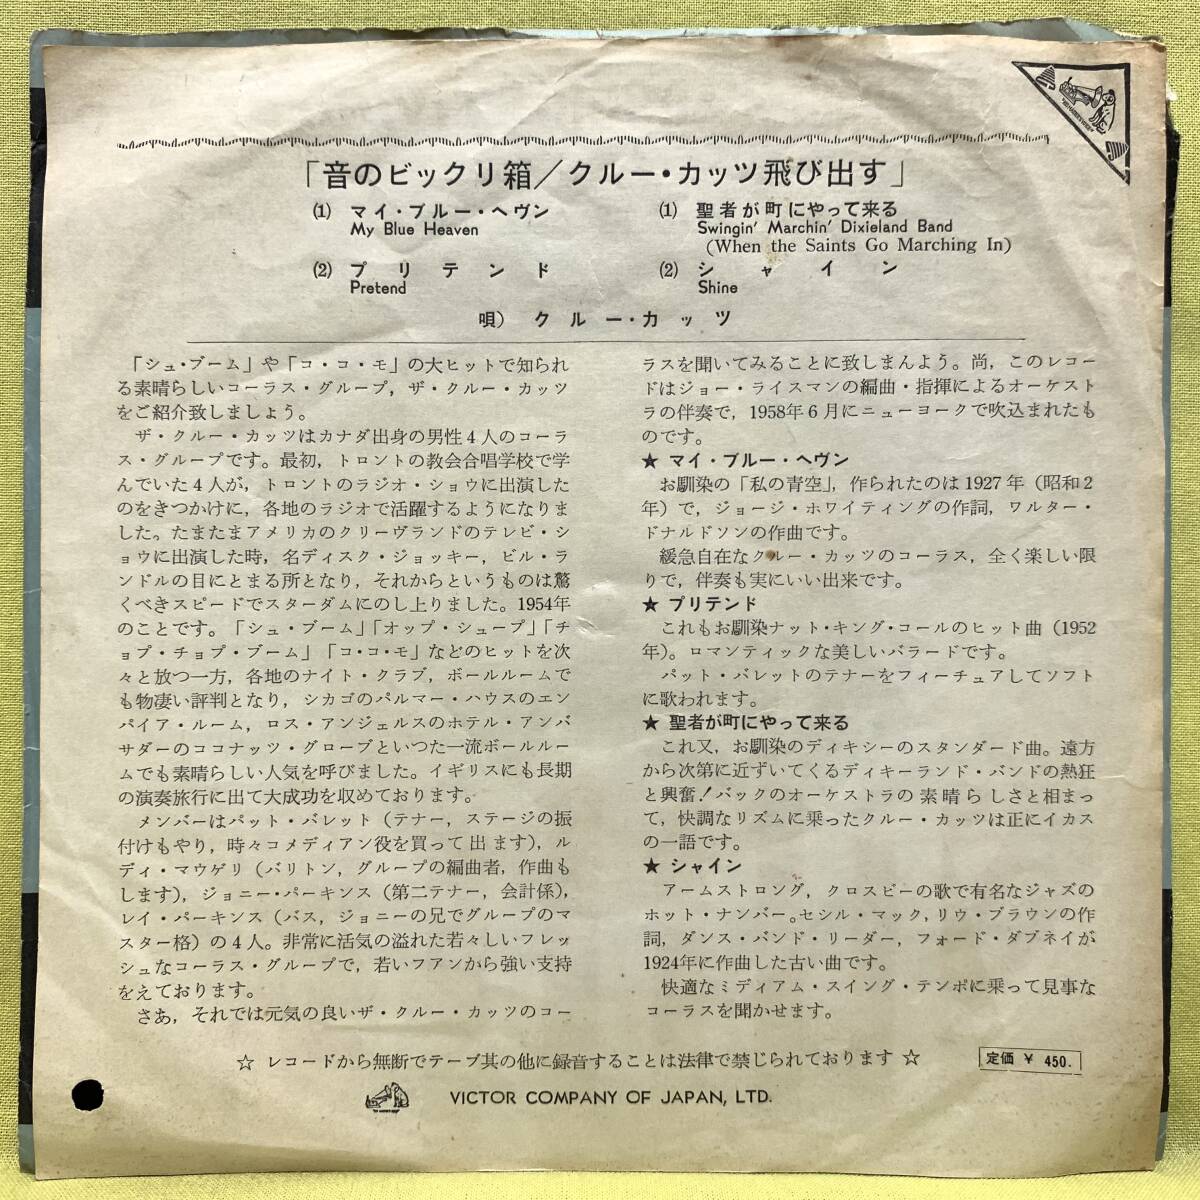 「音のビックリ箱／クルー・カッツ飛び出す」
(1) マイ・ブルー・ヘヴン
My Blue Heaven
(2) プリテンド
Pretend
(1) 聖者が町にやって来る
Swingin' Marchin' Dixieland Band
(When the Saints Go Marching In)
(2) シャイン
Shine
唄) クルー・カッツ
「シュ・ブーム」や「コ・コ・モ」の大ヒットで知られ
る素晴らしいコーラス・グループ，ザ・クルー・カッツ
をご紹介致しましょう。
ザ・クルー・カッツはカナダ出身の男性4人のコーラ
ス・グループです。最初，トロントの教会合唱学校で学
んでいた4人が，トロントのラジオ・ショウに出演した
のをきつかけに，各地のラジオで活躍するようになりま
した。たまたまアメリカのクリーヴランドのテレビ・シ
ョウに出演した時，名ディスク・ジョッキー，ビル・ラ
ンドルの目にとまる所となり，それからというものは驚
くべきスピードでスターダムにのし上りました。1954年
のことです。「シュ・ブーム」「オップ・シュープ」「チ
ョプ・チョプ・ブーム」「コ・コ・モ」などのヒットを次
々と放つ一方，各地のナイト・クラブ，ボールルームで
も物凄い評判となり，シカゴのパルマー・ハウスのエン
パイア・ルーム，ロス・アンジェルスのホテル・アンバ
サダーのココナッツ・グローブといつた一流ボールルー
ムでも素晴らしい人気を呼びました。イギリスにも長期
の演奏旅行に出て大成功を収めております。
メンバーはパット・バレット（テナー，ステージの振
付けもやり，時々コメディアン役を買って出ます），ル
ディ・マウゲリ（バリトン，グループの編曲者，作曲も
します），ジョニー・パーキンス（第二テナー，会計係），
レイ・パーキンス（バス，ジョニーの兄でグループのマ
スター格）の4人。非常に活気の溢れた若々しいフレッ
シュなコーラス・グループで，若いフアンから強い支持
をえております。
さあ，それでは元気の良いザ・クルー・カッツのコー
ラスを聞いてみることに致しまんよう。尚，このレコー
ドはジョー・ライスマンの編曲・指揮によるオーケスト
ラの伴奏で，1958年6月にニューヨークで吹込まれたも
のです。
★ マイ・ブルー・ヘヴン
お馴染の「私の青空」，作られたのは1927年（昭和2
年）で，ジョージ・ホワイティングの作詞，ワルター・
ドナルドソンの作曲です。
緩急自在なクルー・カッツのコーラス，全く楽しい限
りで，伴奏も実にいい出来です。
★ プリテンド
これもお馴染ナット・キング・コールのヒット曲（1952
年）。ロマンティックな美しいバラードです。
パット・バレットのテナーをフィーチュアしてソフト
に歌われます。
★ 聖者が町にやって来る
これ又，お馴染のディキシーのスタンダード曲。遠方
から次第に近ずいてくるディキーランド・バンドの熱狂
と興奮！バックのオーケストラの素晴らしさと相まっ
て，快調なリズムに乗ったクルー・カッツは正にイカス
の一語です。
★ シャイン
アームストロング，クロスビーの歌で有名なジャズの
ホット・ナンバー。セシル・マック，リウ・ブラウンの作
詞，ダンス・バンド・リーダー，フォード・ダブネイが
1924年に作曲した古い曲です。
快適なミディアム・スイング・テンポに乗って見事な
コーラスを聞かせます。
☆ レコードから無断でテープ其の他に録音することは法律で禁じられております ☆
定価 ¥ 450.
VICTOR COMPANY OF JAPAN, LTD.